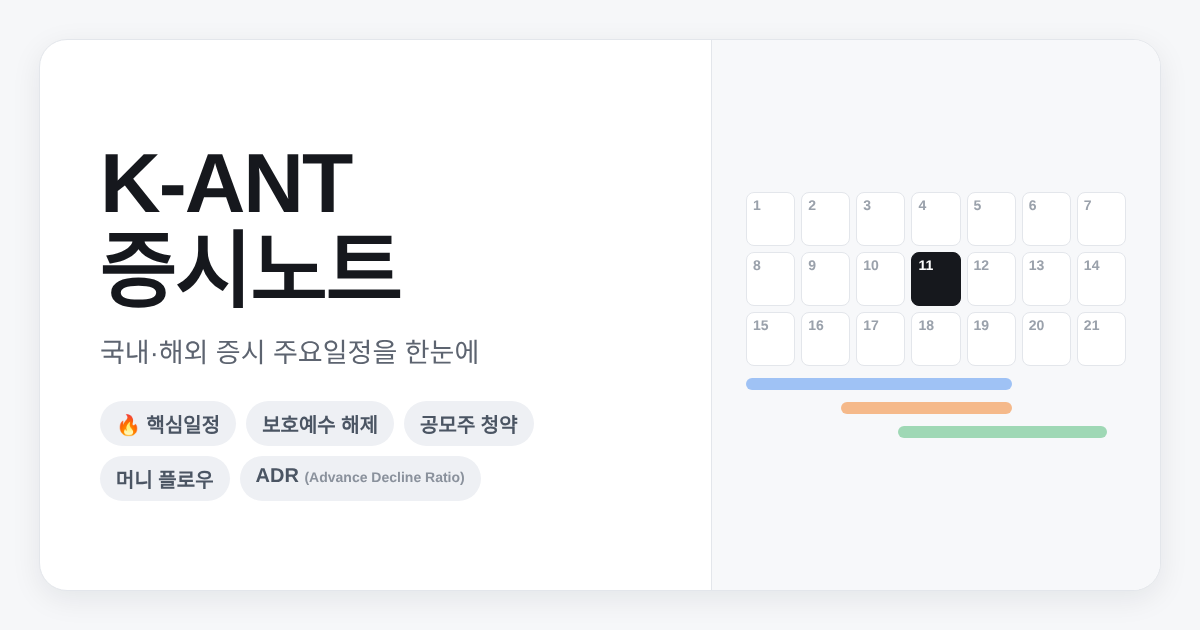 K-ANT
증시노트
국내·해외 증시 주요일정을 한눈에
🔥 핵심일정 보호예수 해제 공모주 청약
머니 플로우 ADR (Advance Decline Ratio)
1 2 3 4 5 6 7
8 9 10 11 12 13 14
15 16 17 18 19 20 21